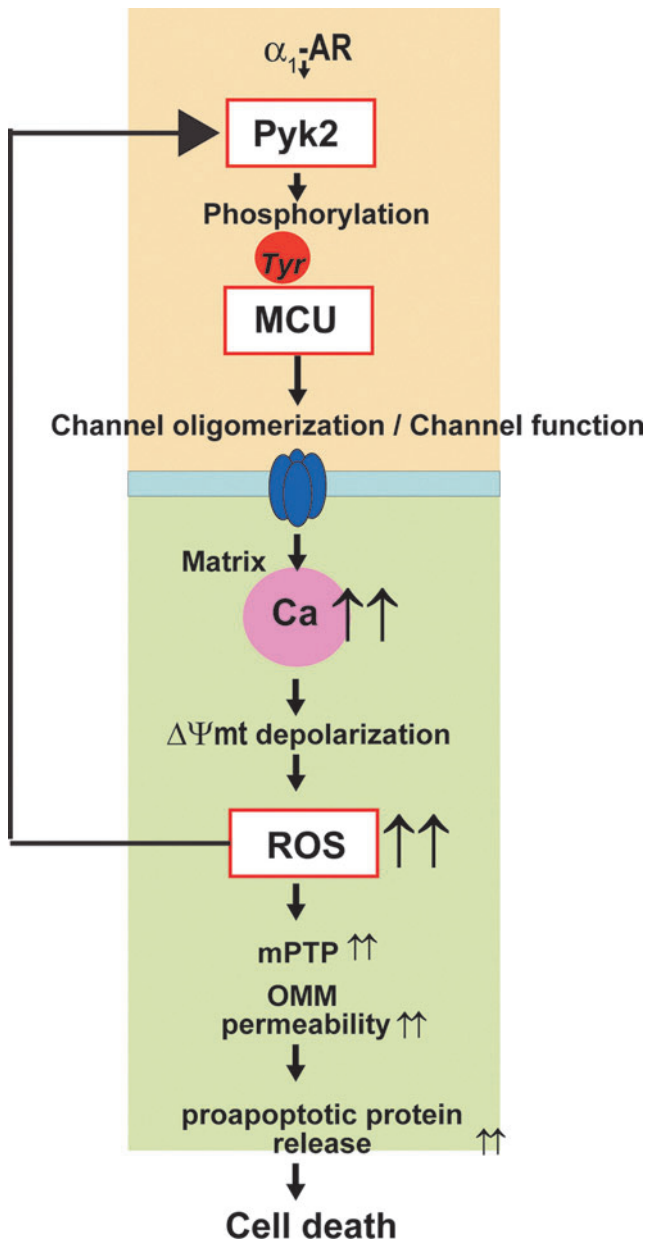 α₁-AR
Pyk2
Phosphorylation
Tyr
MCU
Channel oligomerization / Channel function
Matrix
Ca ↑↑
ΔΨmt depolarization
ROS ↑↑
mPTP ↑↑
OMM
permeability ↑↑
proapoptotic protein
release ↑↑
Cell death